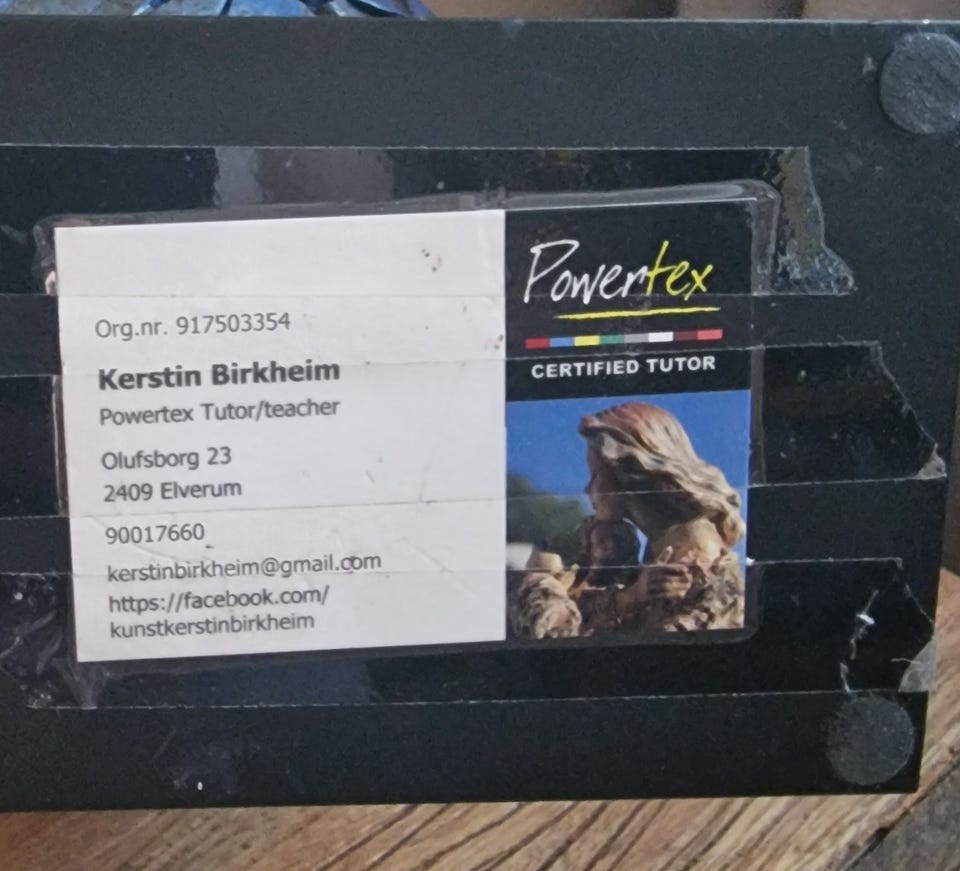 Org.nr. 917503354
Kerstin Birkheim
Powertex Tutor/teacher
Olufsborg 23
2409 Elverum
90017660
kerstinbirkheim@gmail.com
https://facebook.com/
kunstkerstinbirkheim
Powertex
CERTIFIED TUTOR